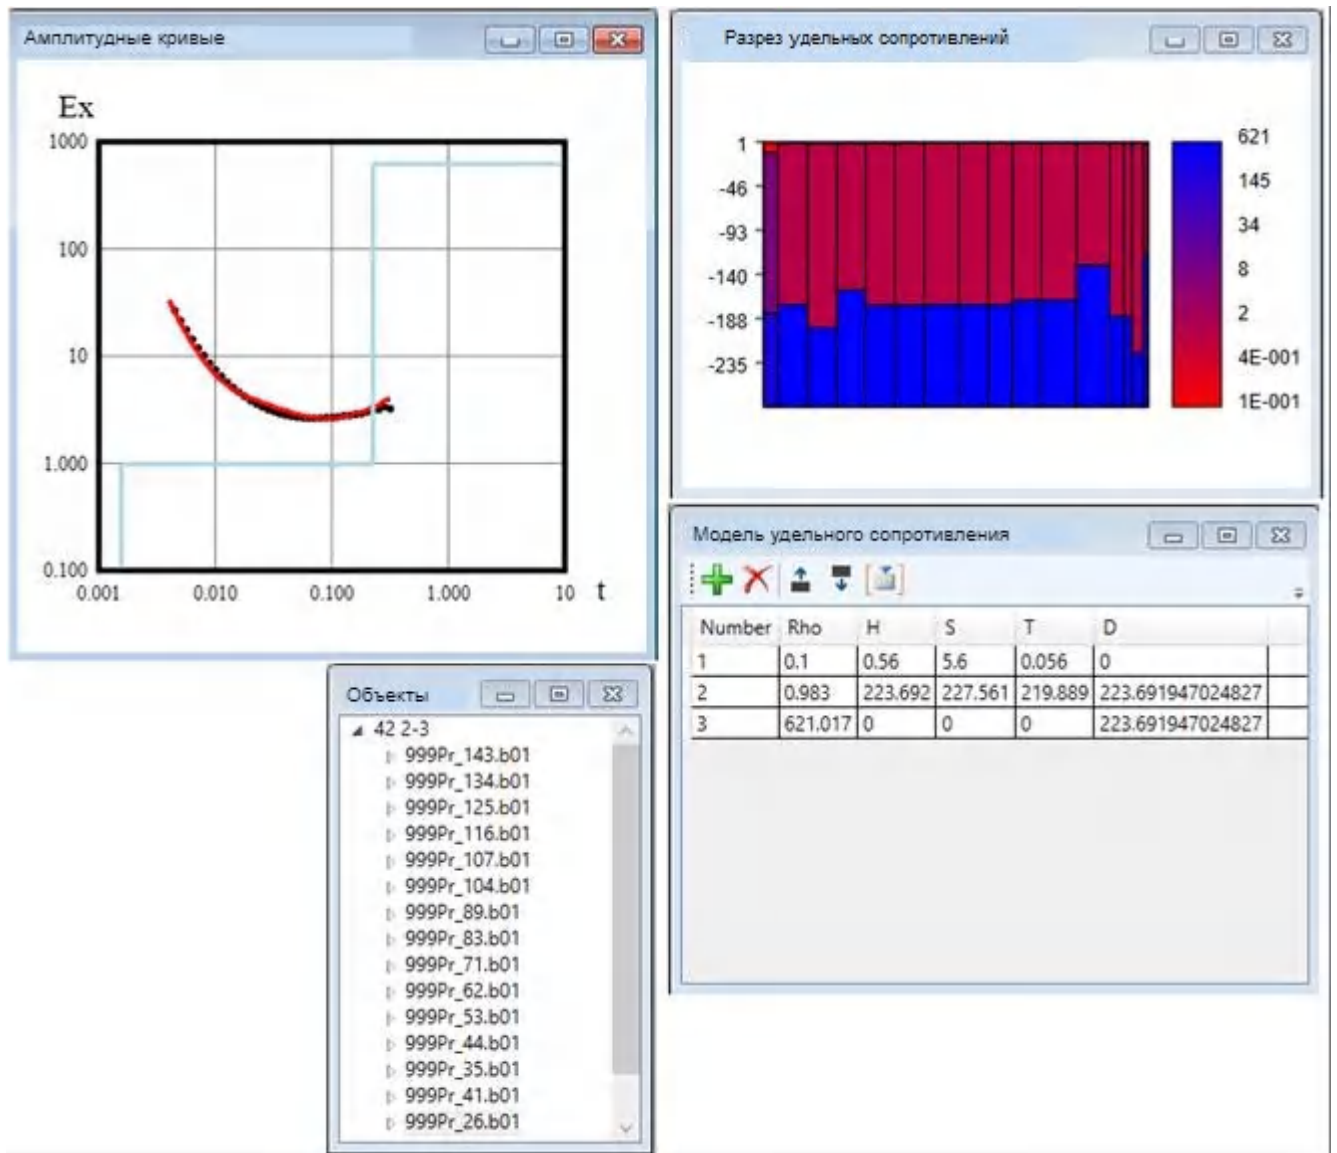 Амплитудные кривые
Ex
1000
100
10
1.000
0.100
0.001 0.010 0.100 1.000 10 t
Разрез удельных сопротивлений
1
-46
-93
-140
-188
-235
621
145
34
8
2
4E-001
1E-001
Модель удельного сопротивления
Number Rho H S T D
1 0.1 0.56 5.6 0.056 0
2 0.983 223.692 227.561 219.889 223.691947024827
3 621.017 0 0 0 223.691947024827
Объекты
42 2-3
999Pr_143.b01
999Pr_134.b01
999Pr_125.b01
999Pr_116.b01
999Pr_107.b01
999Pr_104.b01
999Pr_89.b01
999Pr_83.b01
999Pr_71.b01
999Pr_62.b01
999Pr_53.b01
999Pr_44.b01
999Pr_35.b01
999Pr_41.b01
999Pr_26.b01